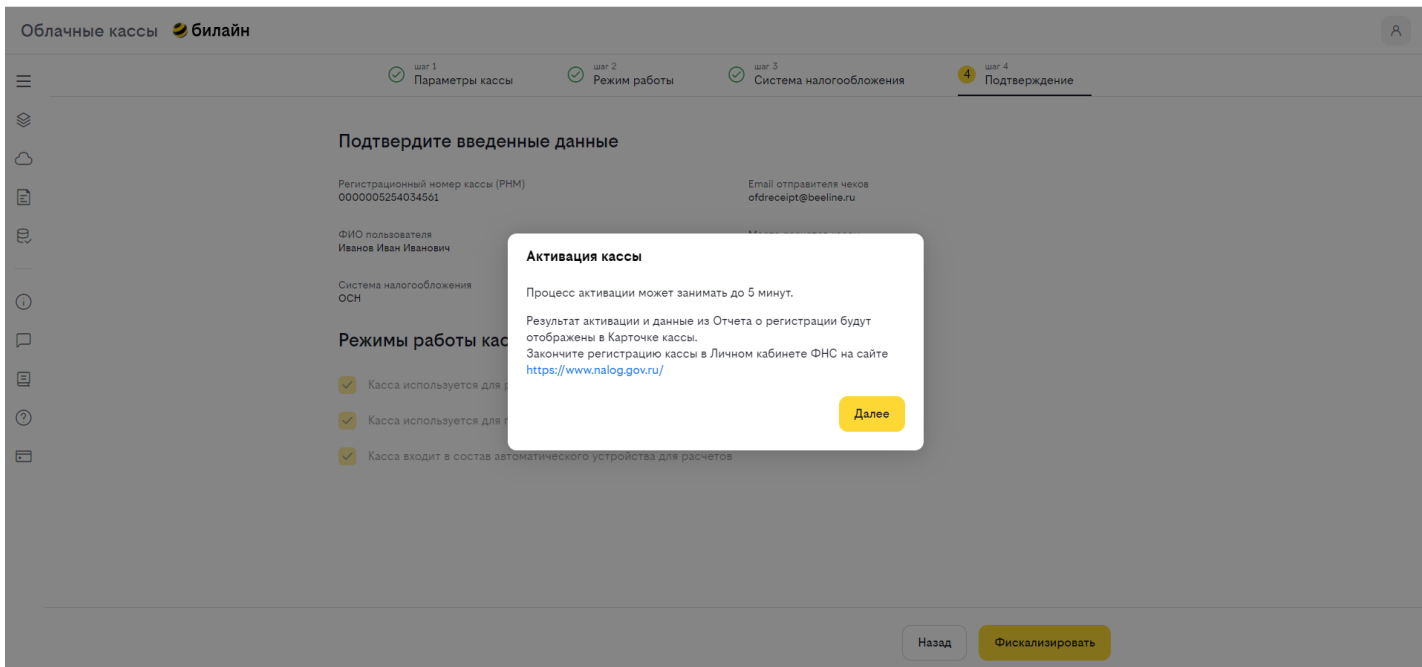 Облачные кассы билайн
шаг 1
Параметры кассы
шаг 2
Режим работы
шаг 3
Система налогообложения
4
шаг 4
Подтверждение
Подтвердите введенные данные
Регистрационный номер кассы (РНМ)
0000005254034561
Email отправителя чеков
ofdreceipt@beeline.ru
ФИО пользователя
Иванов Иван Иванович
Система налогообложения
ОСН
Режимы работы кас
Касса используется для
Касса используется для
Касса входит в состав автоматического устройства для расчетов
Активация кассы
Процесс активации может занимать до 5 минут.
Результат активации и данные из Отчета о регистрации будут
отображены в Карточке кассы.
Закончите регистрацию кассы в Личном кабинете ФНС на сайте
https://www.nalog.gov.ru/
Далее
Назад
Фискализировать